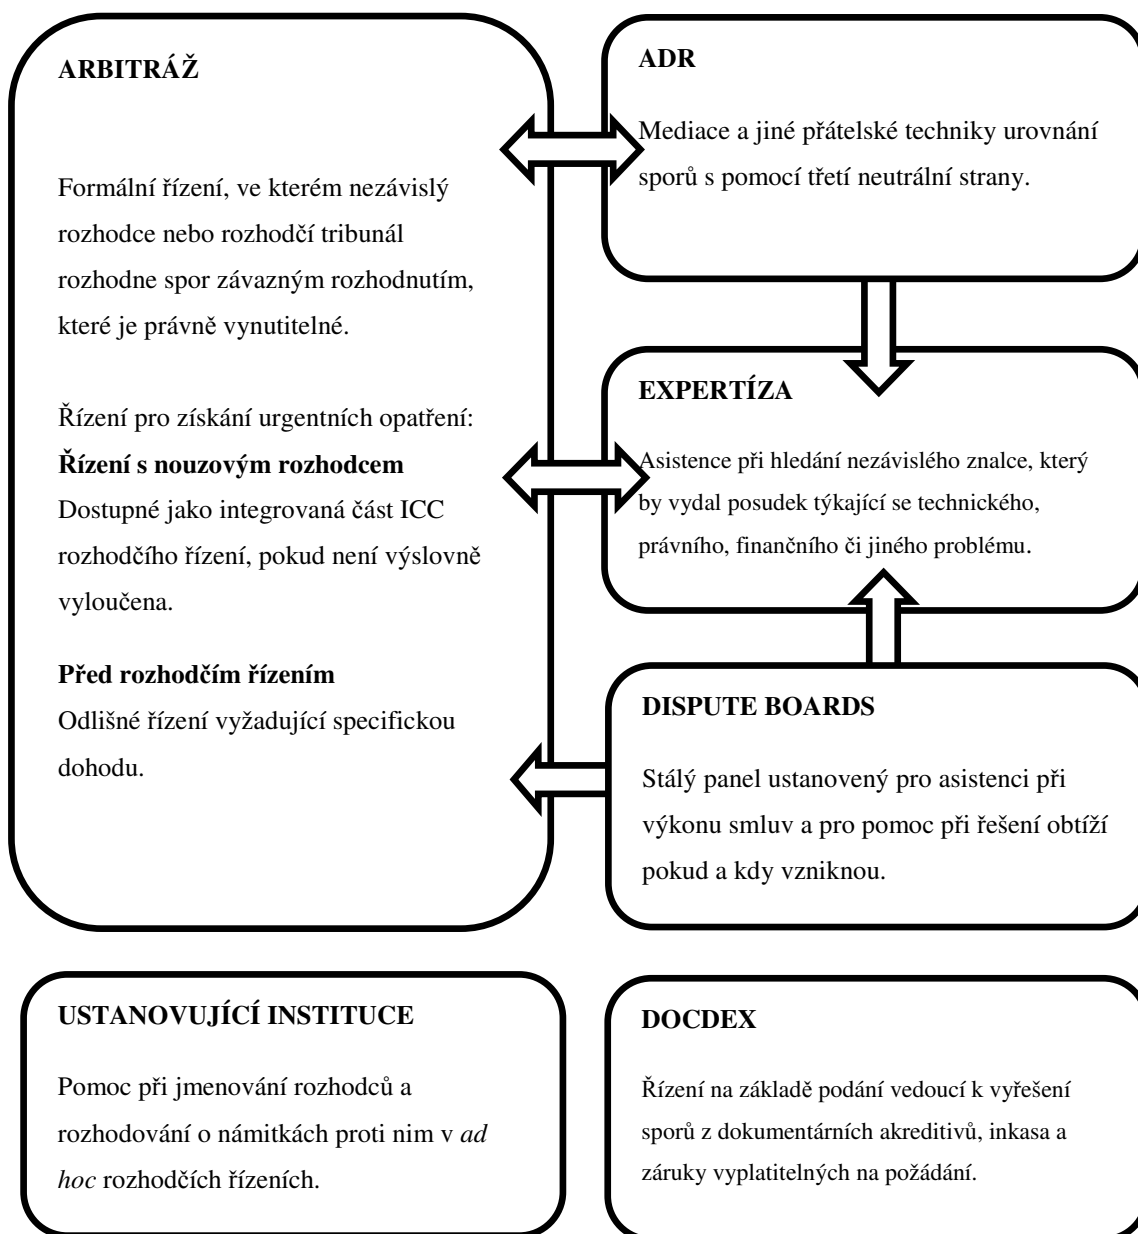 ARBITRÁŽ
Formální řízení, ve kterém nezávislý
rozhodce nebo rozhodčí tribunál
rozhodne spor závazným rozhodnutím,
které je právně vynutitelné.
Řízení pro získání urgentních opatření:
Řízení s nouzovým rozhodcem
Dostupné jako integrovaná část ICC
rozhodčího řízení, pokud není výslovně
vyloučena.
Před rozhodčím řízením
Odlišné řízení vyžadující specifickou
dohodu.
ADR
Mediace a jiné přátelské techniky urovnání
sporů s pomocí třetí neutrální strany.
EXPERTÍZA
Asistence při hledání nezávislého znalce, který
by vydal posudek týkající se technického,
právního, finančního či jiného problému.
DISPUTE BOARDS
Stálý panel ustanovený pro asistenci při
výkonu smluv a pro pomoc při řešení obtíží
pokud a kdy vzniknou.
USTANOVUJÍCÍ INSTITUCE
Pomoc při jmenování rozhodců a
rozhodování o námitkách proti nim v ad
hoc rozhodčích řízeních.
DOCDEX
Řízení na základě podání vedoucí k vyřešení
sporů z dokumentárních akreditivů, inkasa a
záruky vyplatitelných na požádání.